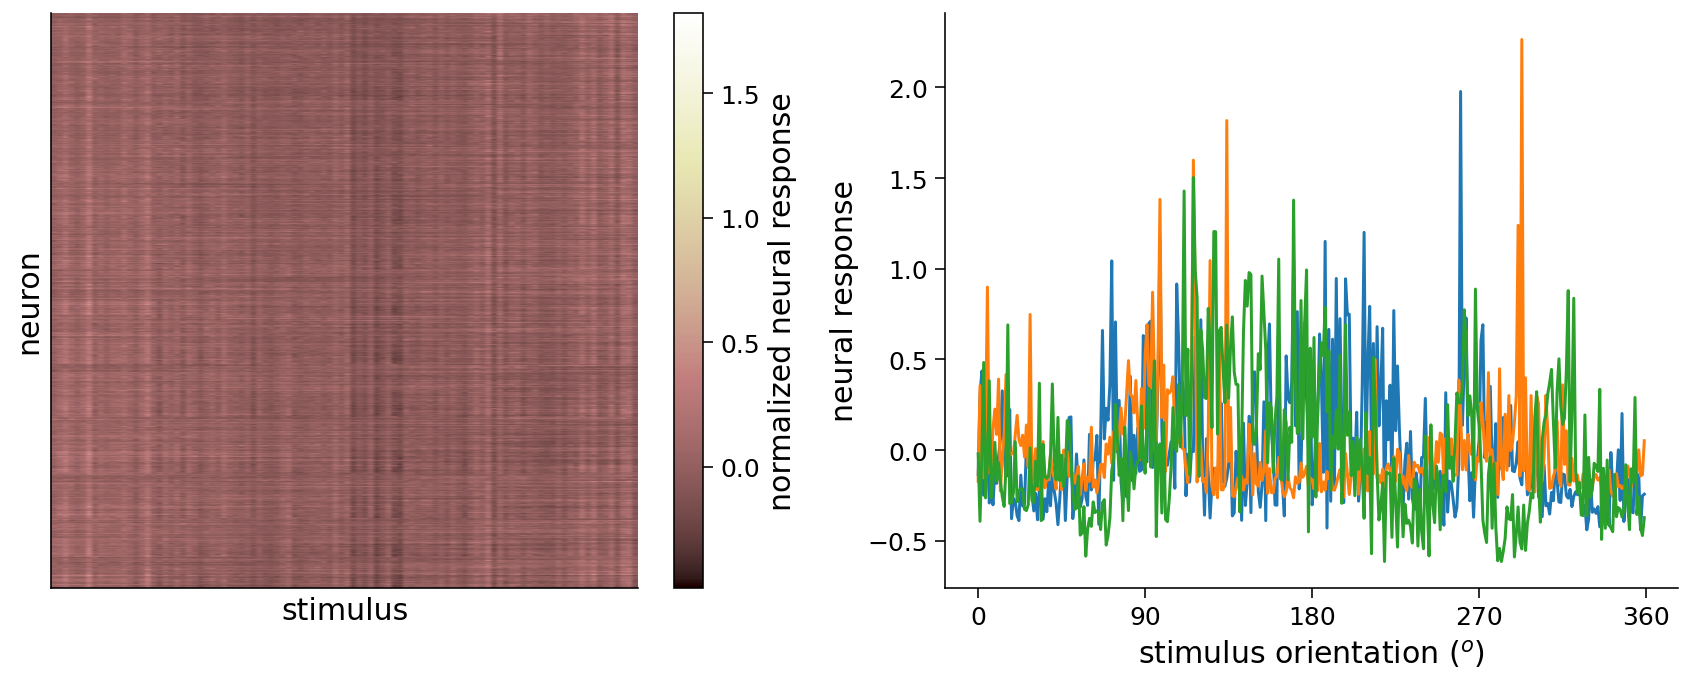 neuron
stimulus
1.5
1.0
0.5
0.0
normalized neural response
neural response
2.0
1.5
1.0
0.5
0.0
−0.5
0 90 180 270 360
stimulus orientation (º)